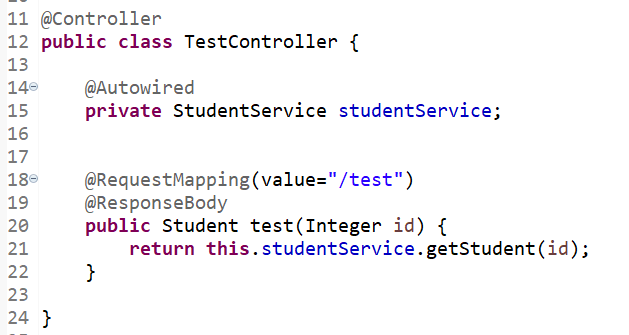 11 @Controller
12 public class TestController {
13
14 @Autowired
15 private StudentService studentService;
16
17
18 @RequestMapping(value="/test")
19 @ResponseBody
20 public Student test(Integer id) {
21 return this.studentService.getStudent(id);
22 }
23
24 }